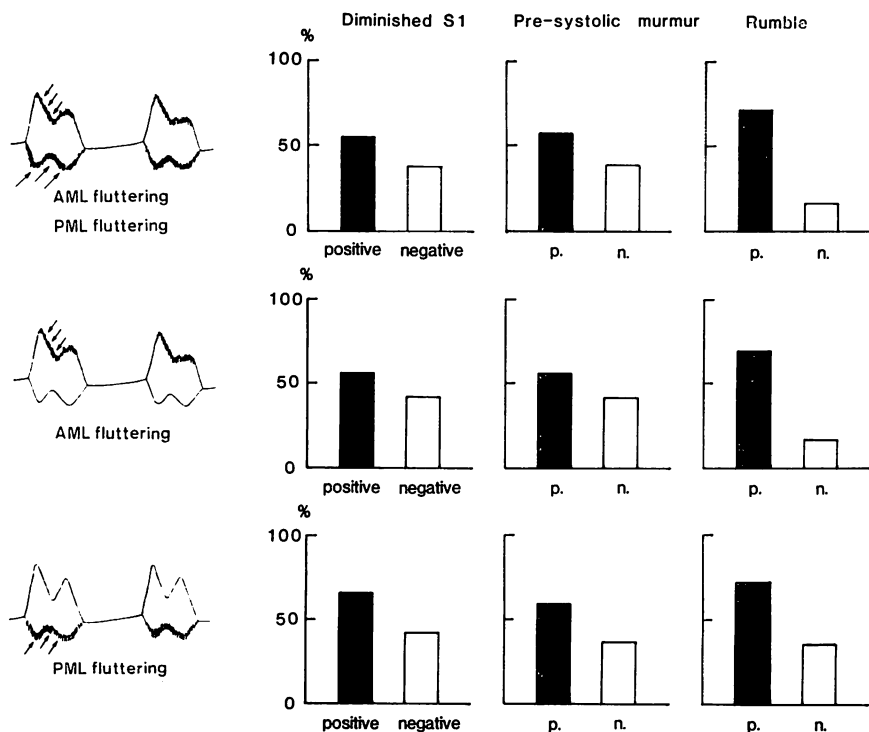 Diminished S1 Pre-systolic murmur Rumble
%
100
50
0
AML fluttering
PML fluttering
positive negative p. n. p. n.
%
100
50
0
AML fluttering
positive negative p. n. p. n.
%
100
50
0
PML fluttering
positive negative p. n. p. n.